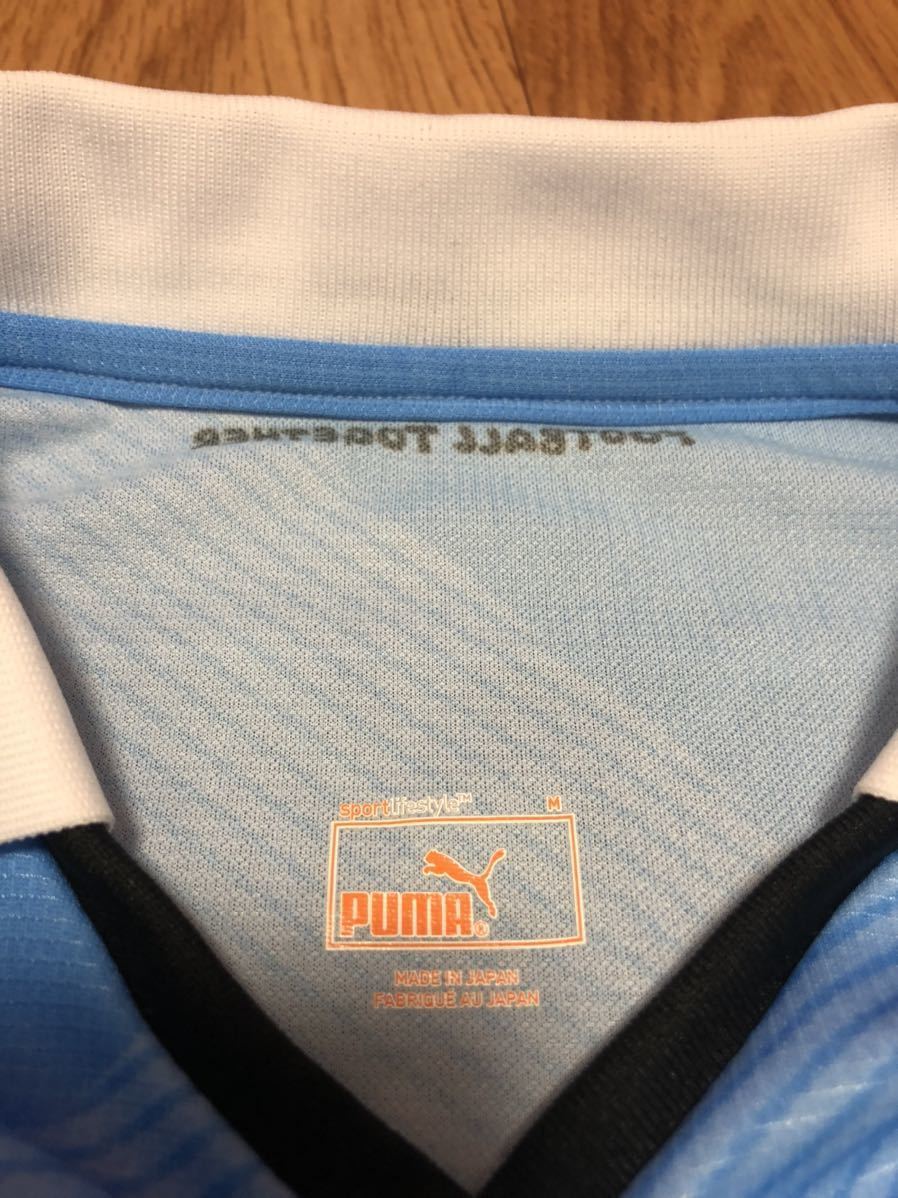 FOOTBALL TOGETHER
sportlifestyle™ M
PUMA®
MADE IN JAPAN
FABRIQUÉ AU JAPAN